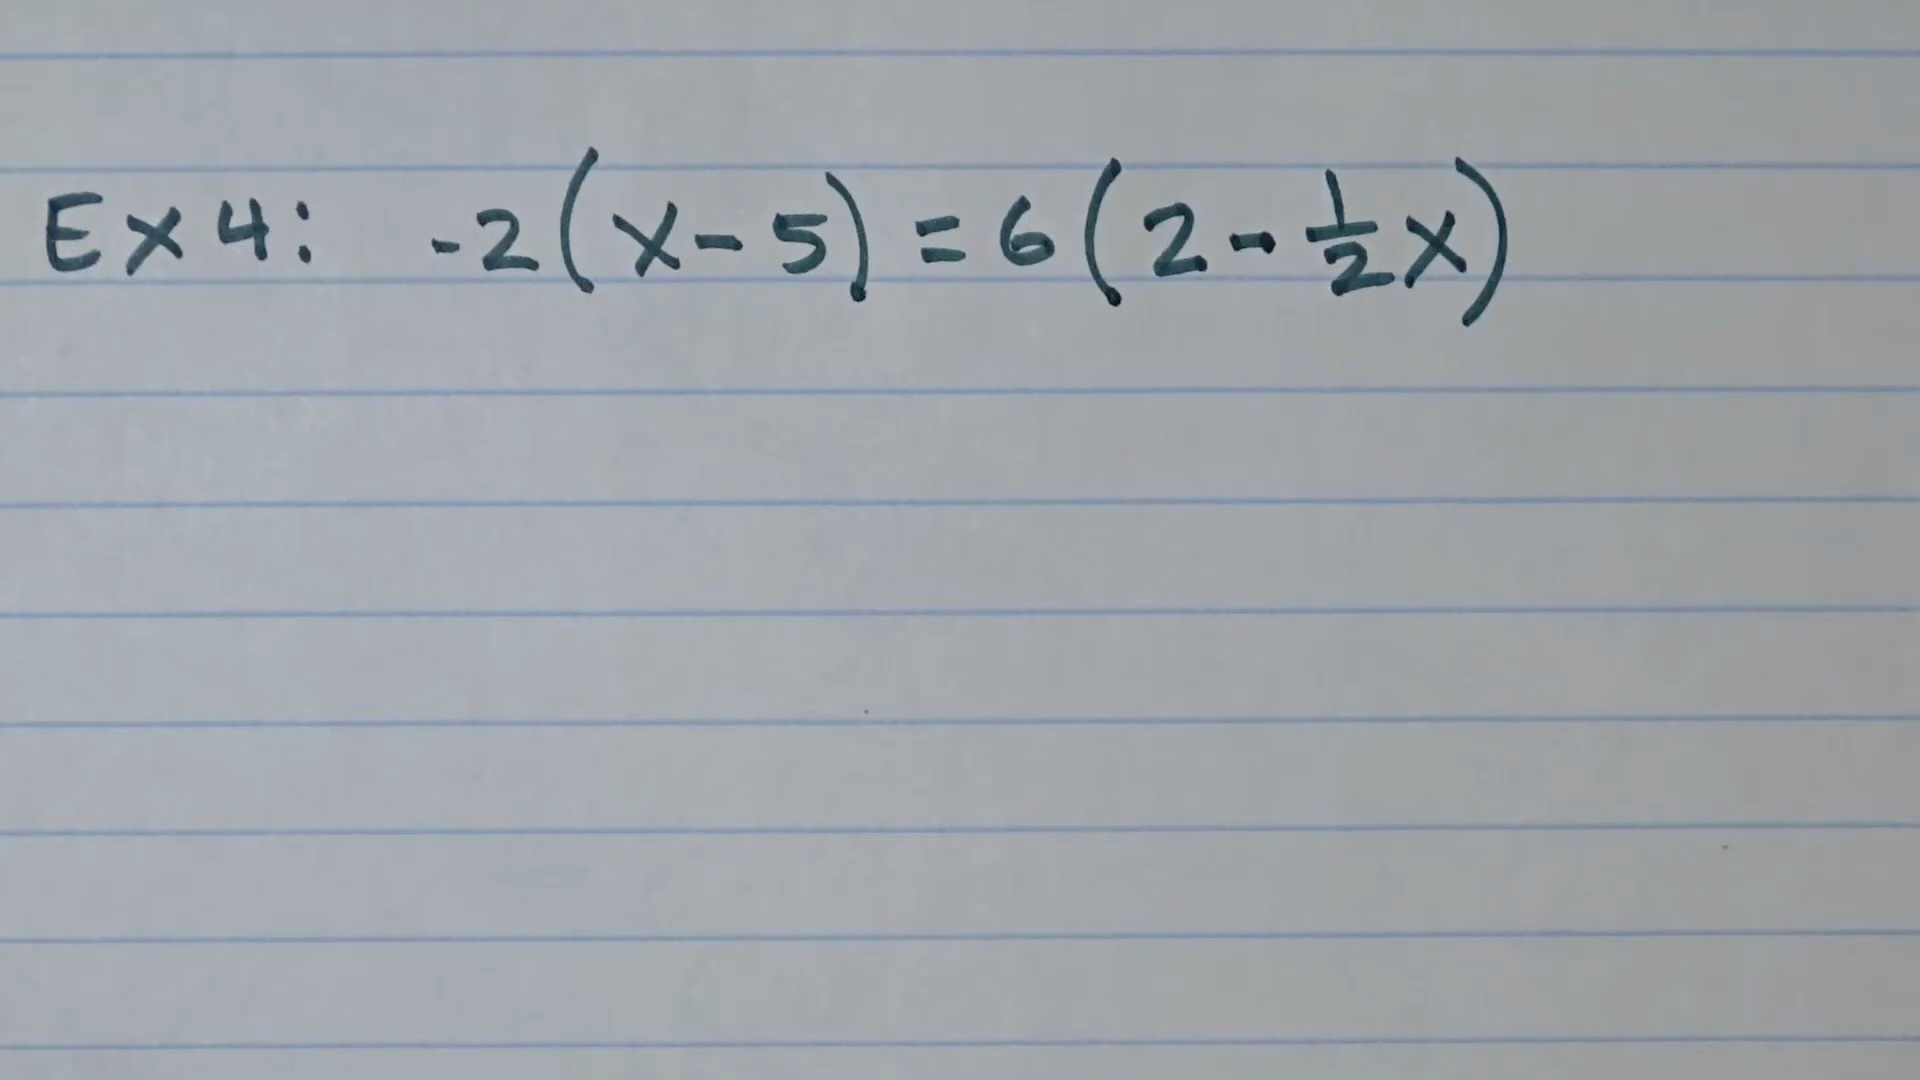 Ex 4: -2(x-5) = 6(2-½x)